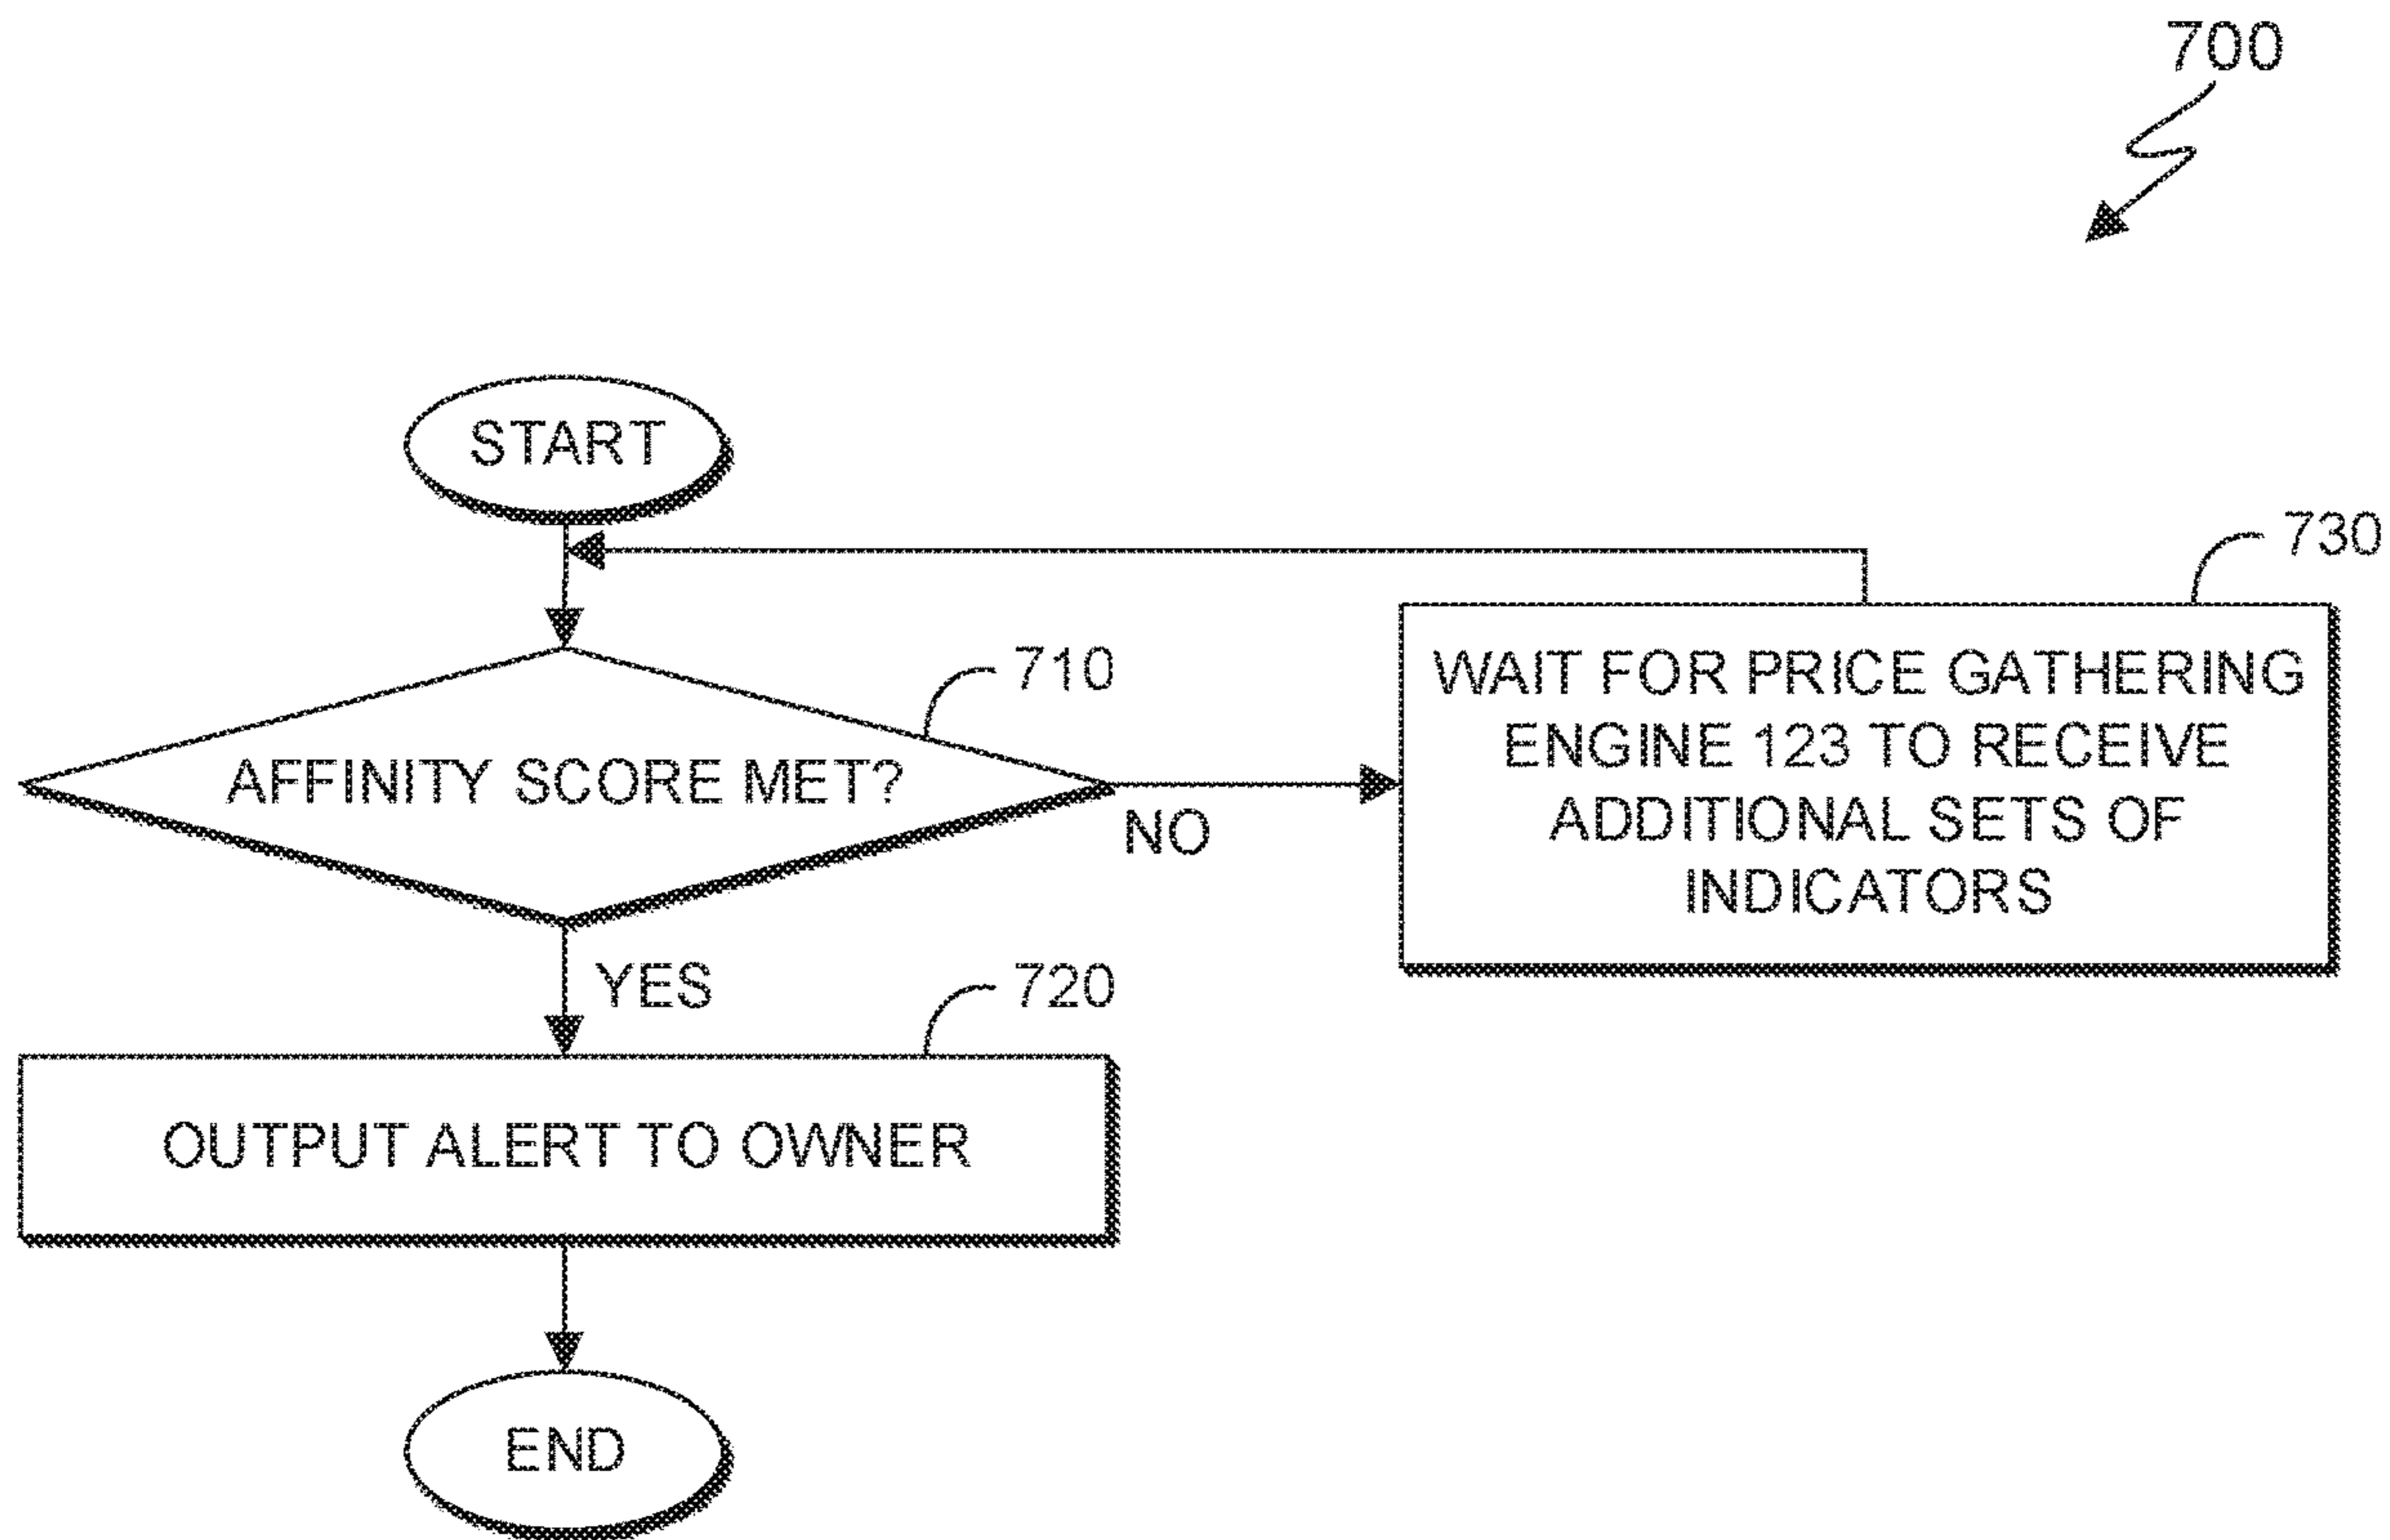 700
START
730
710
WAIT FOR PRICE GATHERING
ENGINE 123 TO RECEIVE
ADDITIONAL SETS OF
INDICATORS
AFFINITY SCORE MET?
NO
YES
720
OUTPUT ALERT TO OWNER
END